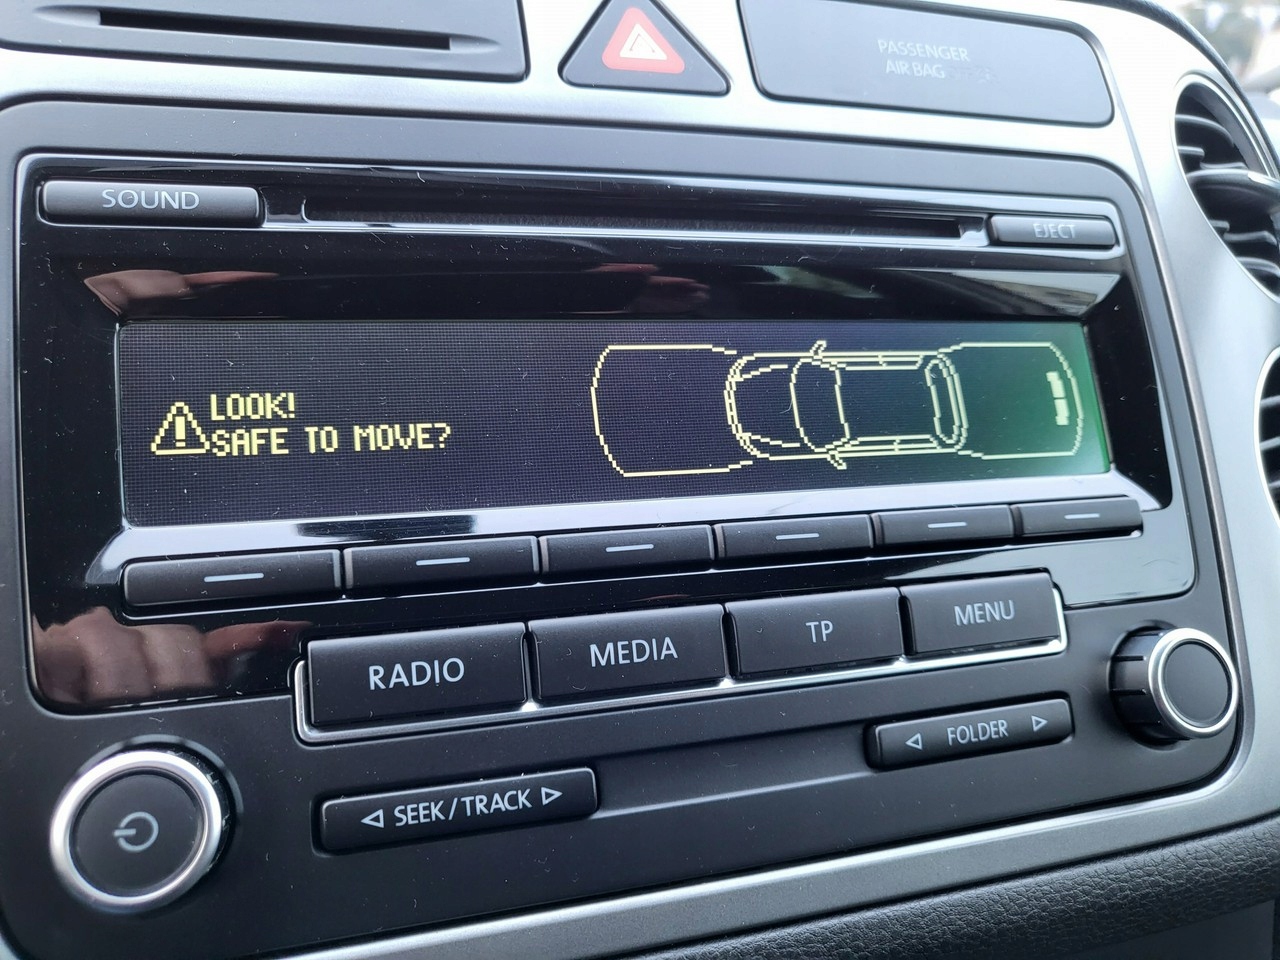 PASSENGER
AIR BAG
SOUND
EJECT
LOOK!
SAFE TO MOVE?
RADIO
MEDIA
TP
MENU
FOLDER
SEEK/TRACK